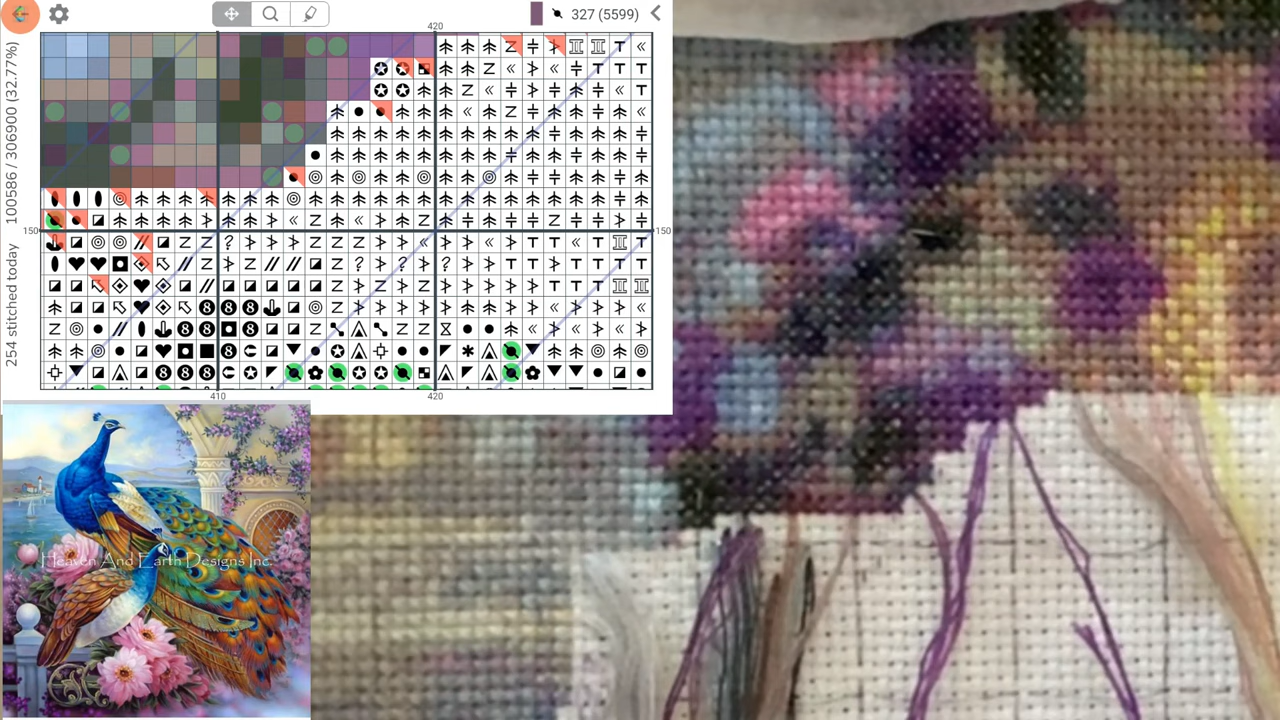 327 (5599)
420
100586 / 306900 (32.77%)
254 stitched today
150
150
410
420
Heaven And Earth Designs Inc.